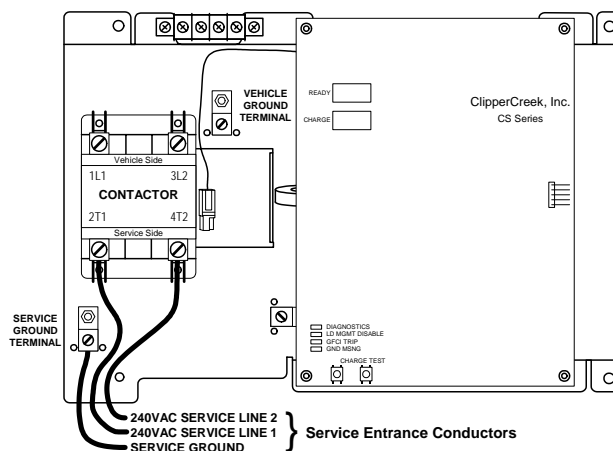 READY
CHARGE
VEHICLE
GROUND
TERMINAL
ClipperCreek, Inc.
CS Series
Vehicle Side
1L1 3L2
CONTACTOR
2T1 4T2
Service Side
SERVICE
GROUND
TERMINAL
DIAGNOSTICS
LD MGMT DISABLE
GFCI TRIP
GND MSNG
CHARGE TEST
240VAC SERVICE LINE 2
240VAC SERVICE LINE 1
SERVICE GROUND
Service Entrance Conductors